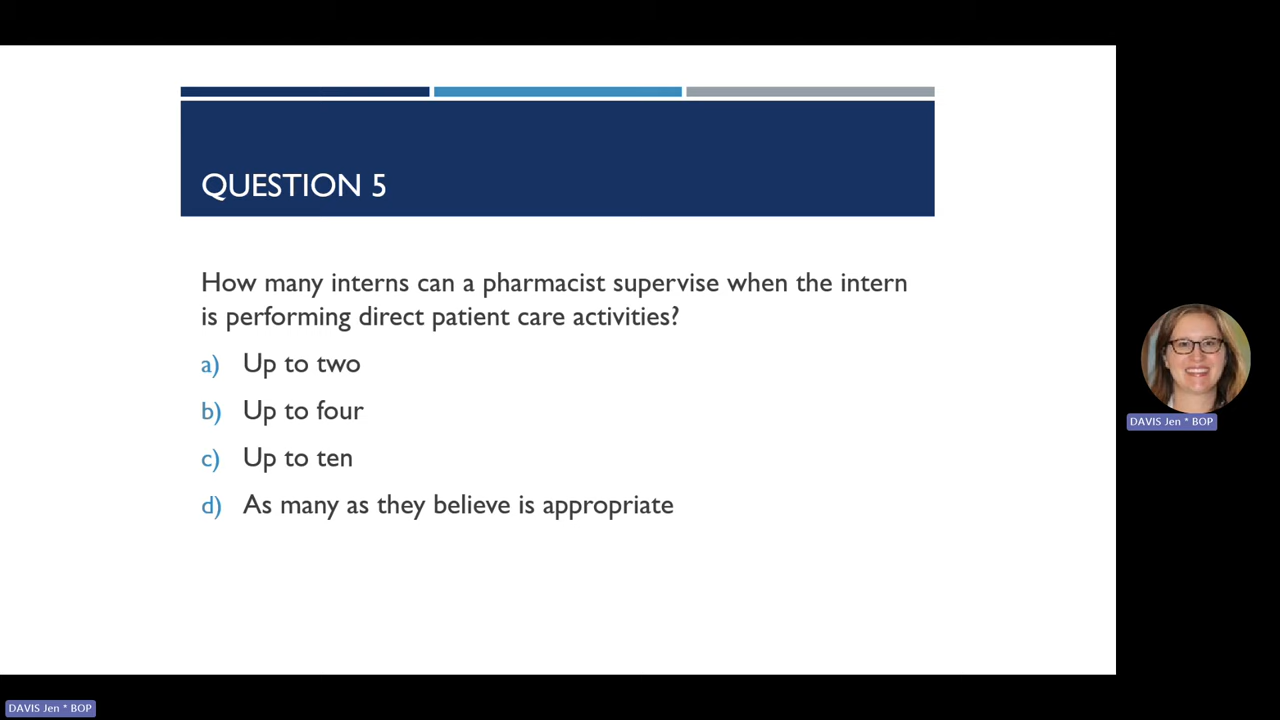 QUESTION 5
How many interns can a pharmacist supervise when the intern
is performing direct patient care activities?
a) Up to two
b) Up to four
c) Up to ten
d) As many as they believe is appropriate
DAVIS Jen * BOP
DAVIS Jen * BOP